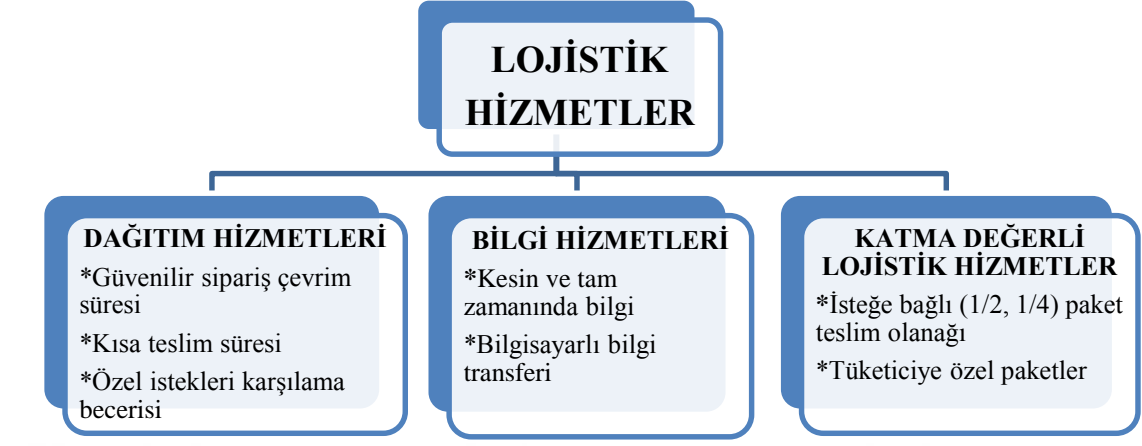 LOJİSTİK
HİZMETLER
DAĞITIM HİZMETLERİ
*Güvenilir sipariş çevrim
süresi
*Kısa teslim süresi
*Özel istekleri karşılama
becerisi
BİLGİ HİZMETLERİ
*Kesin ve tam
zamanında bilgi
*Bilgisayarlı bilgi
transferi
KATMA DEĞERLİ
LOJİSTİK HİZMETLER
*İsteğe bağlı (1/2, 1/4) paket
teslim olanağı
*Tüketiciye özel paketler